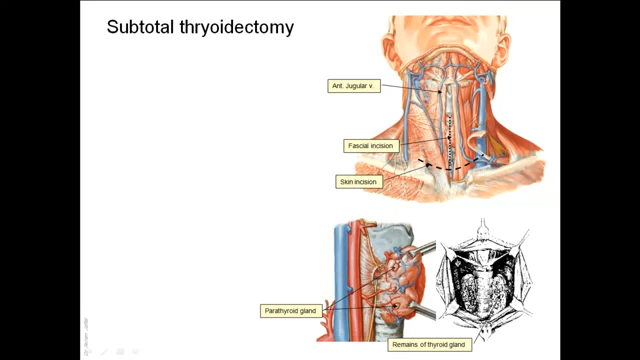 Subtotal thryoidectomy
Ant. Jugular v.
Fascial incision
Skin incision
Parathyroid gland
Remains of thyroid gland